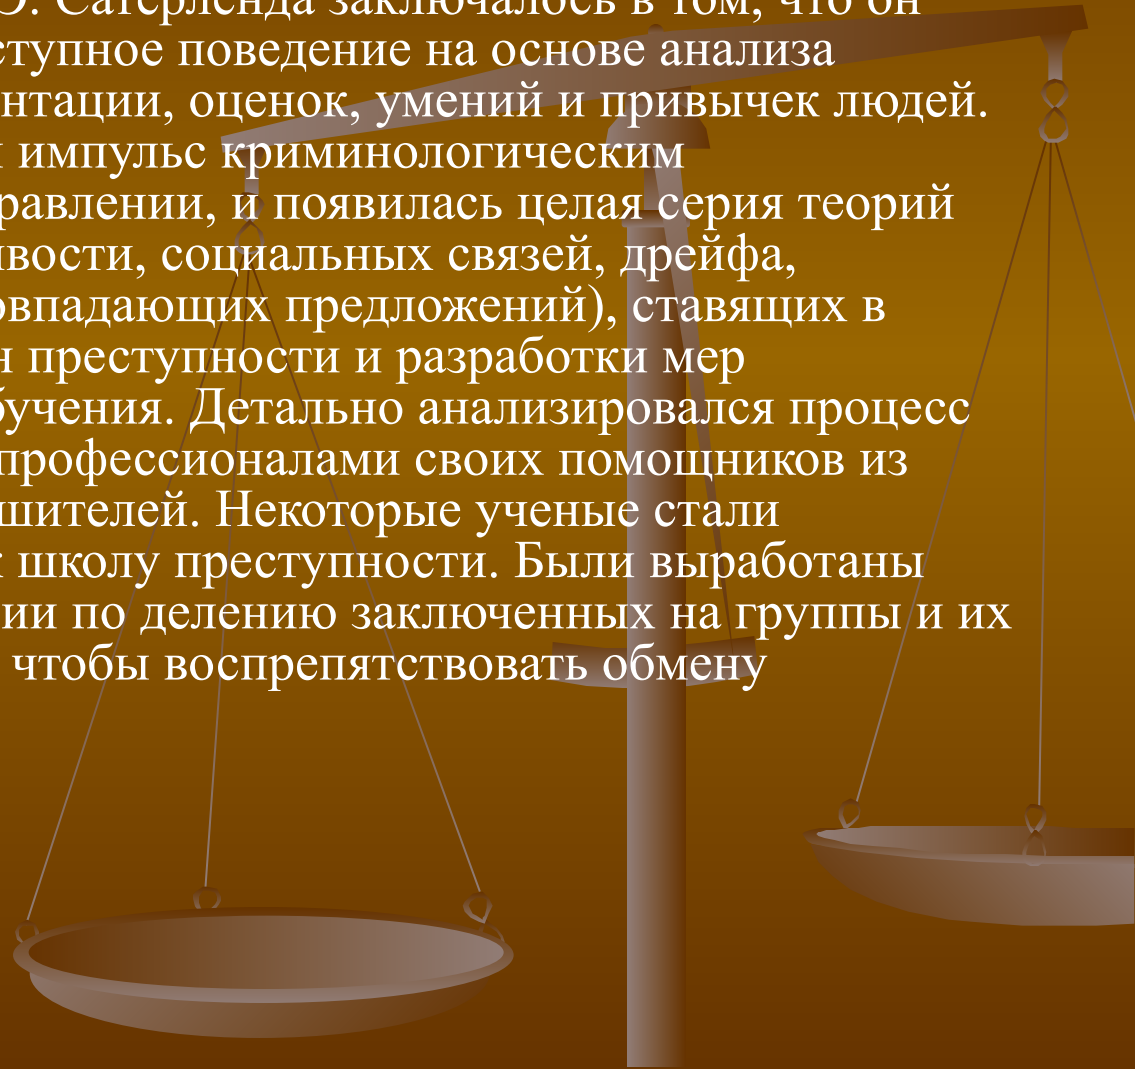 Э. Сатерленда заключалось в том, что он
ступное поведение на основе анализа
нтации, оценок, умений и привычек людей.
импульс криминологическим
равлении, и появилась целая серия теорий
ивости, социальных связей, дрейфа,
овпадающих предложений), ставящих в
н преступности и разработки мер
бучения. Детально анализировался процесс
профессионалами своих помощников из
шителей. Некоторые ученые стали
школу преступности. Были выработаны
ии по делению заключенных на группы и их
чтобы воспрепятствовать обмену